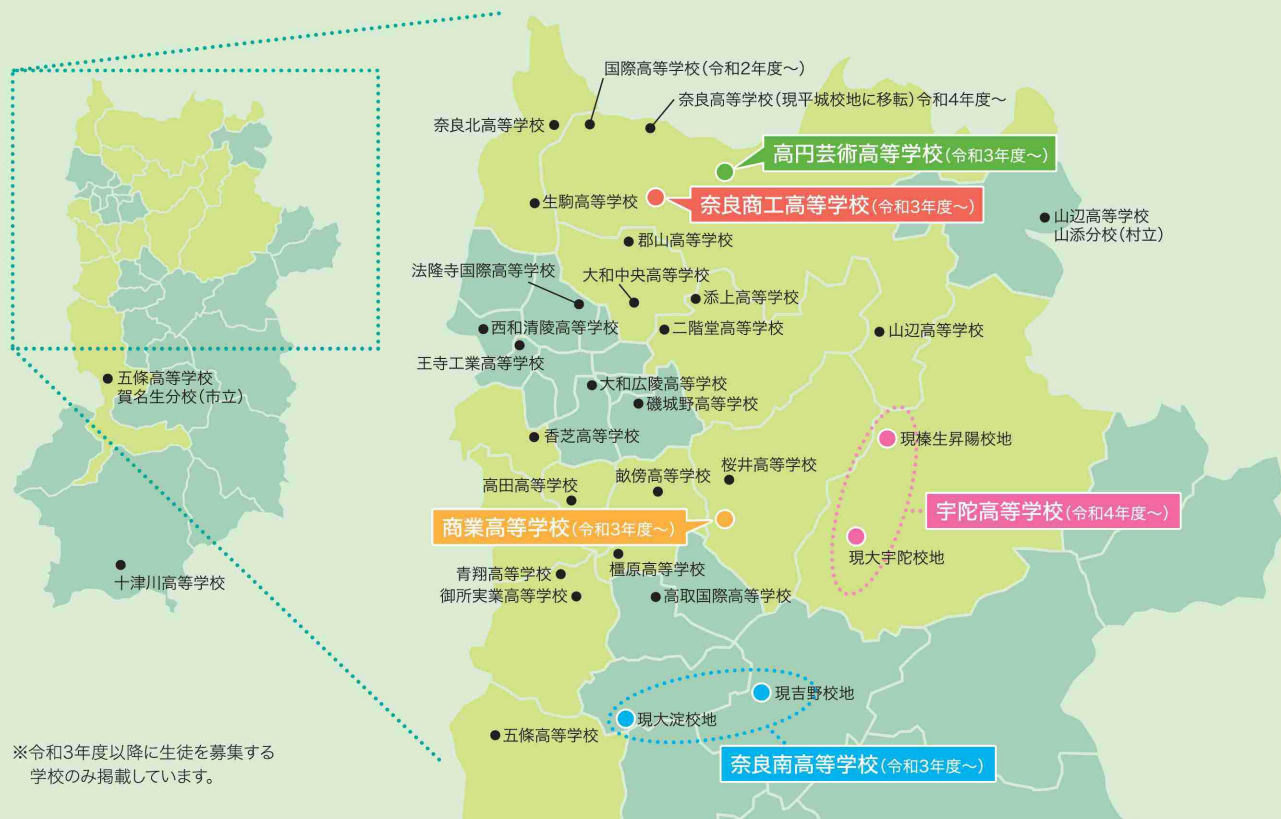 国際高等学校(令和2年度～)
奈良高等学校(現平城校地に移転)令和4年度～
奈良北高等学校
高円芸術高等学校(令和3年度～)
生駒高等学校
奈良商工高等学校(令和3年度～)
山辺高等学校
山添分校(村立)
郡山高等学校
法隆寺国際高等学校
大和中央高等学校
添上高等学校
西和清陵高等学校
二階堂高等学校
山辺高等学校
王寺工業高等学校
五條高等学校
賀名生分校(市立)
大和広陵高等学校
磯城野高等学校
香芝高等学校
現榛生昇陽校地
高田高等学校
畝傍高等学校
桜井高等学校
商業高等学校(令和3年度～)
宇陀高等学校(令和4年度～)
現大宇陀校地
十津川高等学校
青翔高等学校
橿原高等学校
御所実業高等学校
高取国際高等学校
現吉野校地
現大淀校地
五條高等学校
奈良南高等学校(令和3年度～)
※令和3年度以降に生徒を募集する
学校のみ掲載しています。